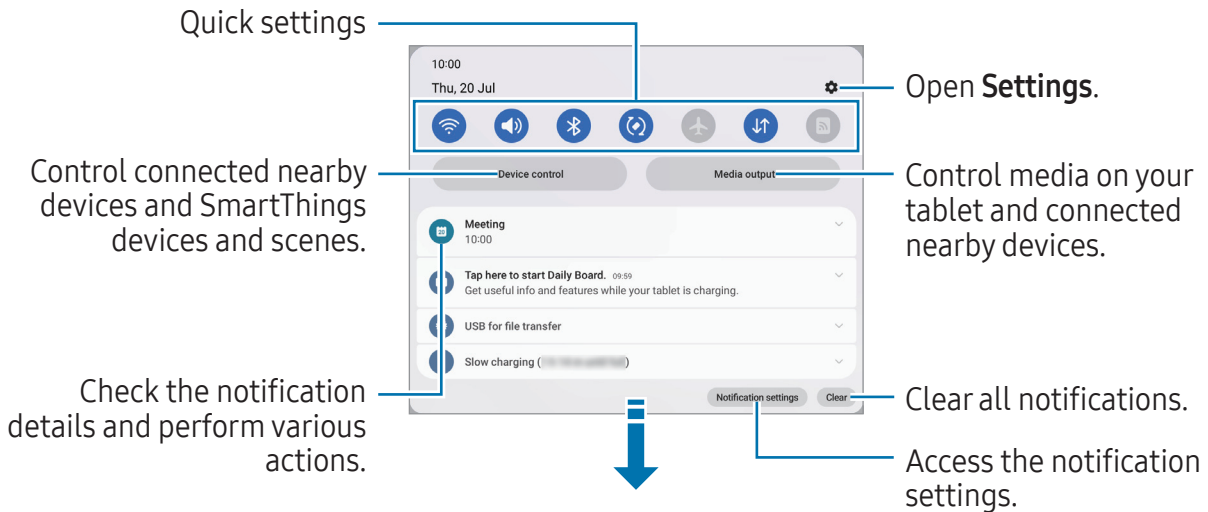 Quick settings
10:00
Thu, 20 Jul
Open Settings.
Device control
Media output
Control connected nearby
devices and SmartThings
devices and scenes.
Control media on your
tablet and connected
nearby devices.
20
Meeting
10:00
Tap here to start Daily Board. 09:59
Get useful info and features while your tablet is charging.
USB for file transfer
Slow charging ( )
Check the notification
details and perform various
actions.
Notification settings
Clear
Clear all notifications.
Access the notification
settings.